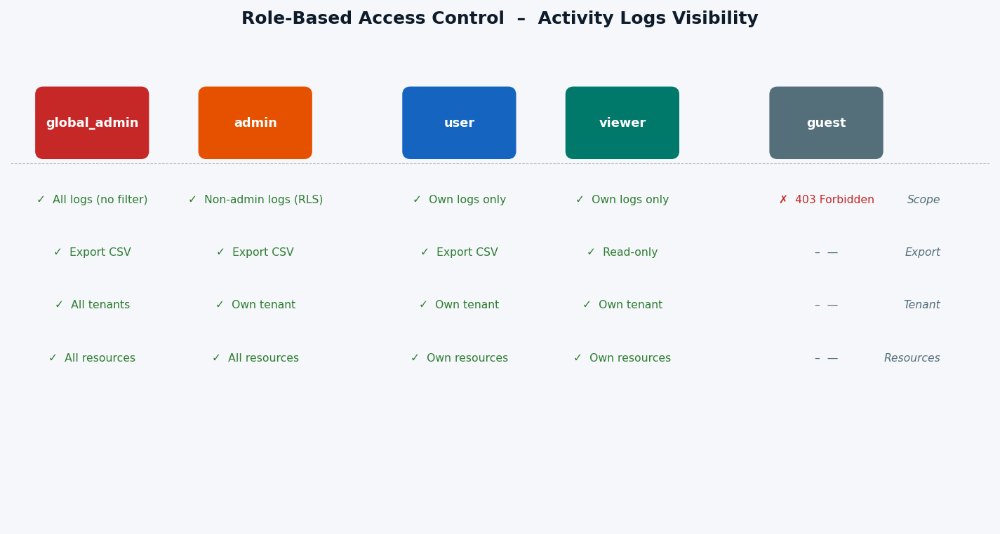 Role-Based Access Control – Activity Logs Visibility
global_admin admin user viewer guest
✓ All logs (no filter) ✓ Non-admin logs (RLS) ✓ Own logs only ✓ Own logs only ✗ 403 Forbidden Scope
✓ Export CSV ✓ Export CSV ✓ Export CSV ✓ Read-only – — Export
✓ All tenants ✓ Own tenant ✓ Own tenant ✓ Own tenant – — Tenant
✓ All resources ✓ All resources ✓ Own resources ✓ Own resources – — Resources